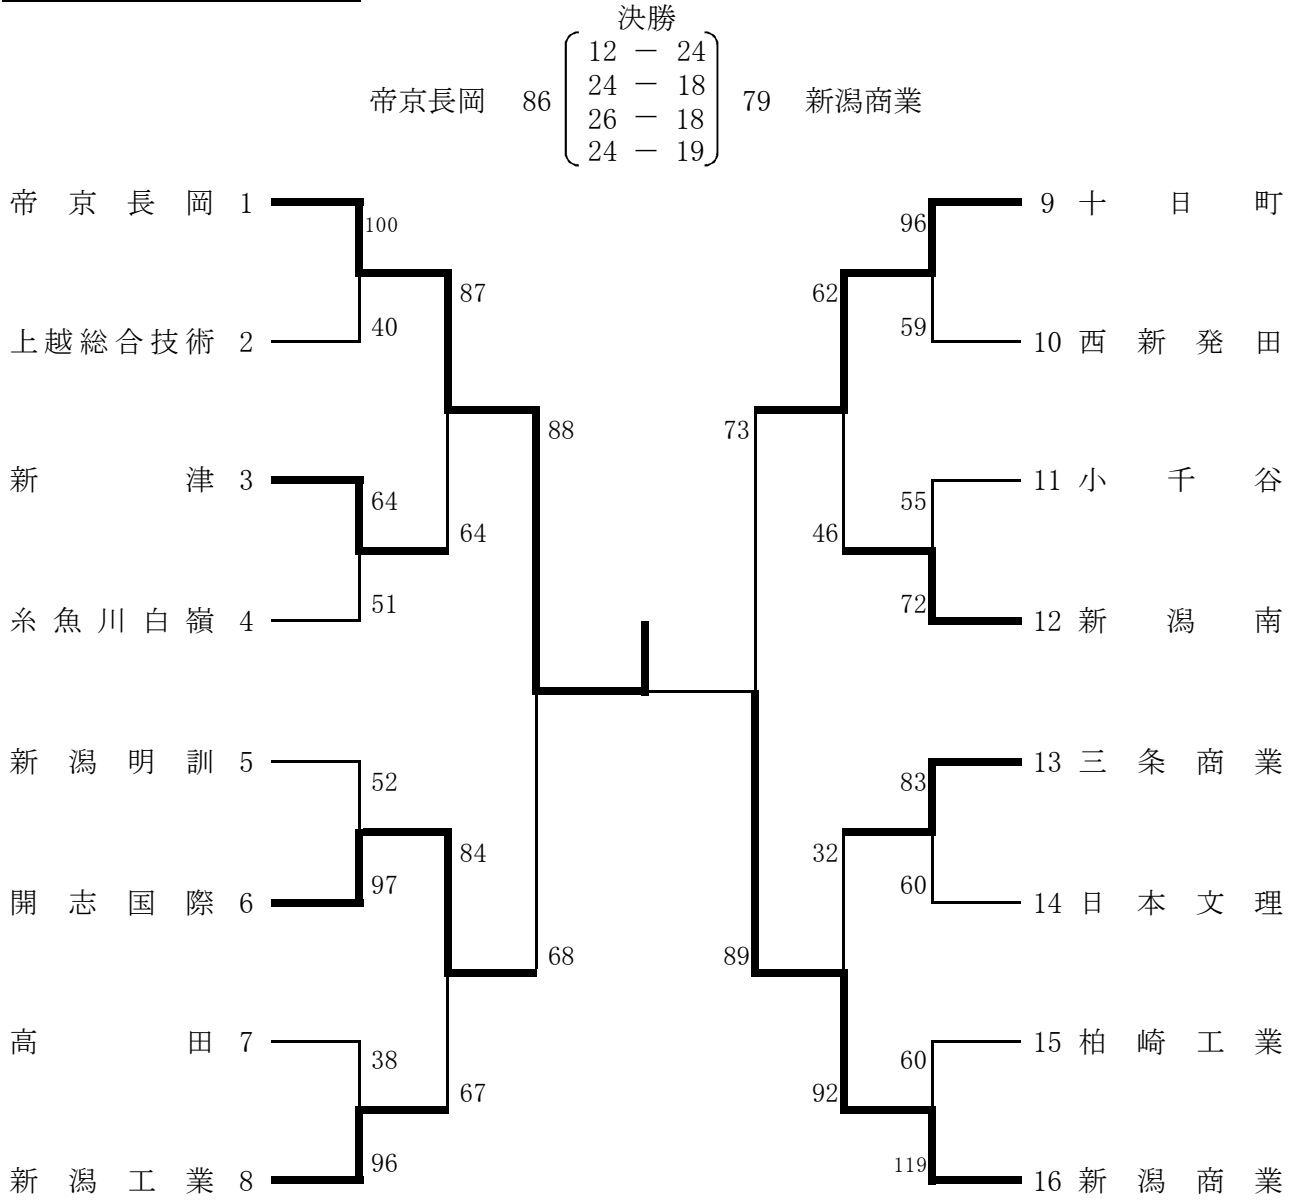 決勝
12 － 24
24 － 18
帝京長岡 86 79 新潟商業
26 － 18
24 － 19
帝京長岡 1
100
上越総合技術 2
40
87
新津 3
64
糸魚川白嶺 4
51
64
88
新潟明訓 5
52
開志国際 6
97
84
高田 7
38
新潟工業 8
96
67
68
9 十日町
96
10 西新発田
59
62
11 小千谷
55
12 新潟南
72
46
73
13 三条商業
83
14 日本文理
60
32
15 柏崎工業
60
16 新潟商業
119
92
89